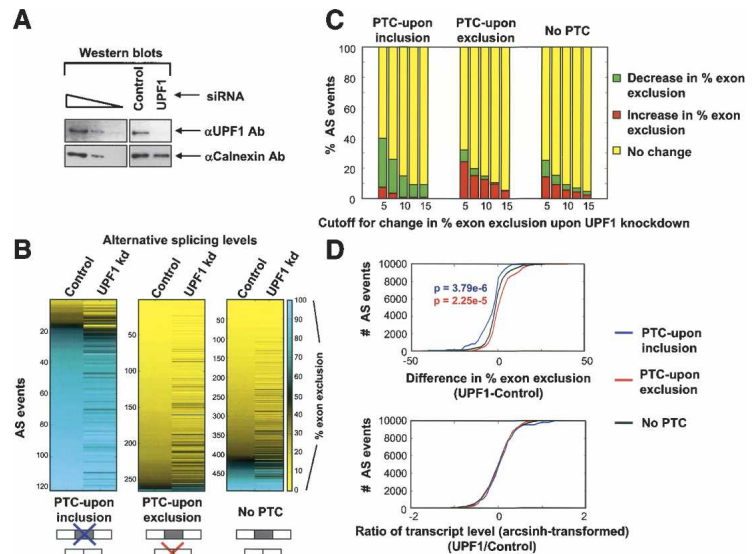 A
Western blots
Control
UPF1
siRNA
αUPF1 Ab
αCalnexin Ab
B
Alternative splicing levels
Control
UPF1 kd
Control
UPF1 kd
Control
UPF1 kd
AS events
20
40
60
80
100
120
50
100
150
200
250
50
100
150
200
250
300
350
400
450
100
90
80
70
60
50
40
30
20
10
0
% exon exclusion
PTC-upon
inclusion
PTC-upon
exclusion
No PTC
C
PTC-upon
inclusion
PTC-upon
exclusion
No PTC
% AS events
100
80
60
40
20
0
5 10 15
5 10 15
5 10 15
Cutoff for change in % exon exclusion upon UPF1 knockdown
Decrease in % exon
exclusion
Increase in % exon
exclusion
No change
D
# AS events
10000
8000
6000
4000
2000
0
p = 3.79e-6
p = 2.25e-5
-50 0 50
Difference in % exon exclusion
(UPF1-Control)
# AS events
10000
8000
6000
4000
2000
0
-2 0 2
Ratio of transcript level (arcsinh-transformed)
(UPF1/Control)
PTC-upon
inclusion
PTC-upon
exclusion
No PTC